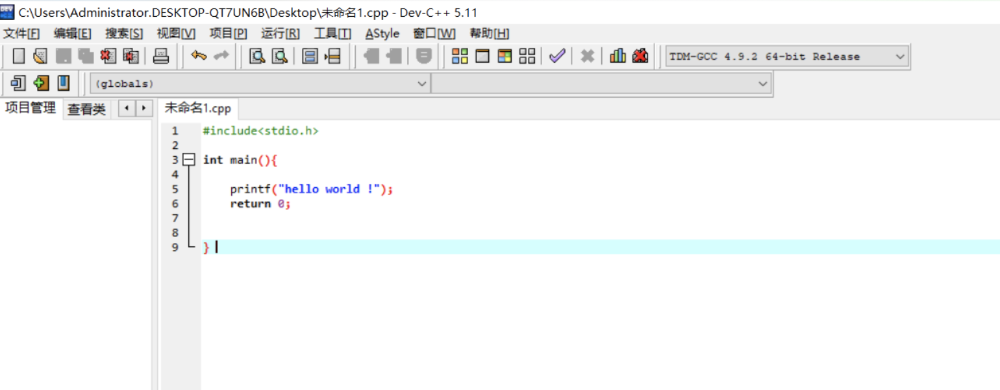 C:\Users\Administrator.DESKTOP-QT7UN6B\Desktop\未命名1.cpp - Dev-C++ 5.11
文件[F] 编辑[E] 搜索[S] 视图[V] 项目[P] 运行[R] 工具[T] AStyle 窗口[W] 帮助[H]
TDM-GCC 4.9.2 64-bit Release
(globals)
项目管理 查看类 未命名1.cpp
1 #include<stdio.h>
2
3 int main(){
4
5 printf("hello world !");
6 return 0;
7
8
9 }